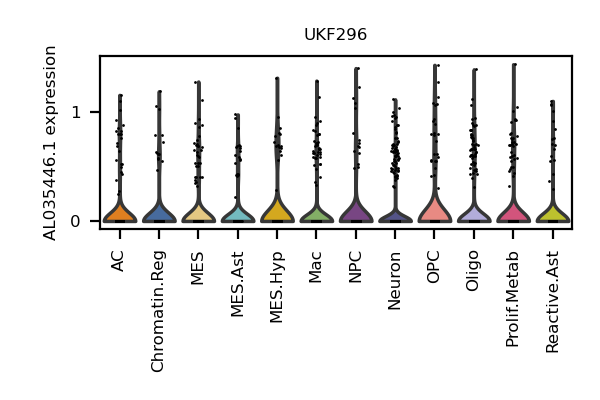 UKF296
AL035446.1 expression
1
0
AC
Chromatin.Reg
MES
MES.Ast
MES.Hyp
Mac
NPC
Neuron
OPC
Oligo
Prolif.Metab
Reactive.Ast